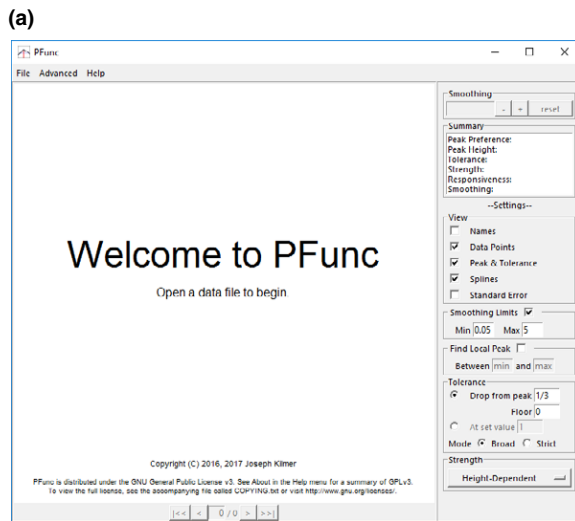 (a)
PFunc
File Advanced Help
Welcome to PFunc
Open a data file to begin.
Copyright (C) 2016, 2017 Joseph Kilmer
PFunc is distributed under the GNU General Public License v3. See About in the Help menu for a summary of GPLv3.
To view the full license, see the accompanying file called COPYING.txt or visit http://www.gnu.org/licenses/.
|<< < 0 / 0 > >>|
Smoothing
- + reset
Summary
Peak Preference:
Peak Height:
Tolerance:
Strength:
Responsiveness:
Smoothing:
--Settings--
View
Names
Data Points
Peak & Tolerance
Splines
Standard Error
Smoothing Limits
Min 0.05 Max 5
Find Local Peak
Between min and max
Tolerance
Drop from peak 1/3
Floor 0
At set value 1
Mode Broad Strict
Strength
Height-Dependent